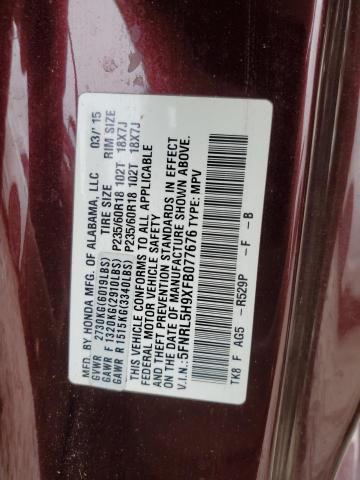 MFD. BY HONDA MFG. OF ALABAMA, LLC 03/'15
TIRE SIZE RIM SIZE
GVWR 2730KG(6019LBS)
GAWR F 1320KG(2910LBS) P235/60R18 102T 18X7J
GAWR R 1515KG(3340LBS) P235/60R18 102T 18X7J
THIS VEHICLE CONFORMS TO ALL APPLICABLE
FEDERAL MOTOR VEHICLE SAFETY
AND THEFT PREVENTION STANDARDS IN EFFECT
ON THE DATE OF MANUFACTURE SHOWN ABOVE.
V.I.N.: 5FNRL5H9XFB077676 TYPE: MPV
TK8 F AG5 - R529P - F - B